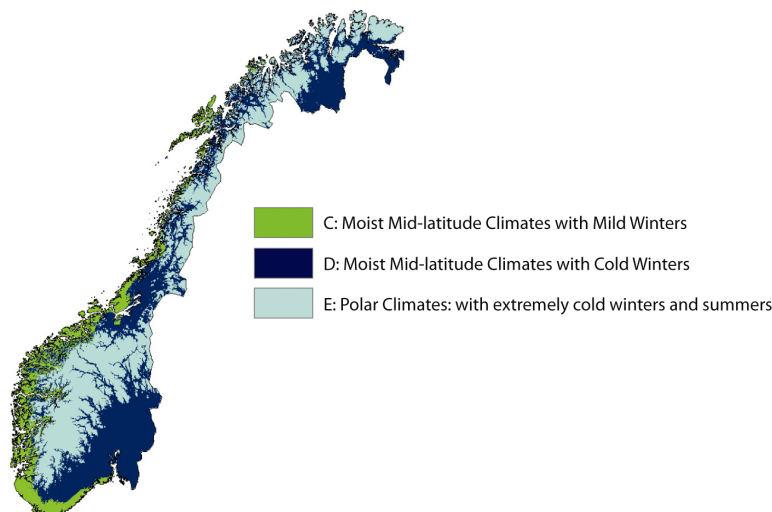 C: Moist Mid-latitude Climates with Mild Winters
D: Moist Mid-latitude Climates with Cold Winters
E: Polar Climates: with extremely cold winters and summers